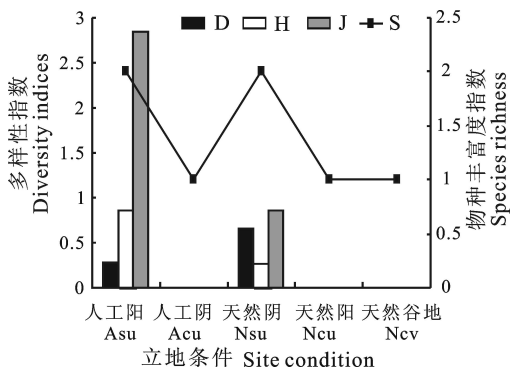 D H J S
多样性指数
Diversity indices
3
2.5
2
1.5
1
0.5
0
2.5
2
1.5
1
0.5
0
物种丰富度指数
Species richness
人工阳 人工阴 天然阴 天然阳 天然谷地
Asu Acu Nsu Ncu Ncv
立地条件 Site condition